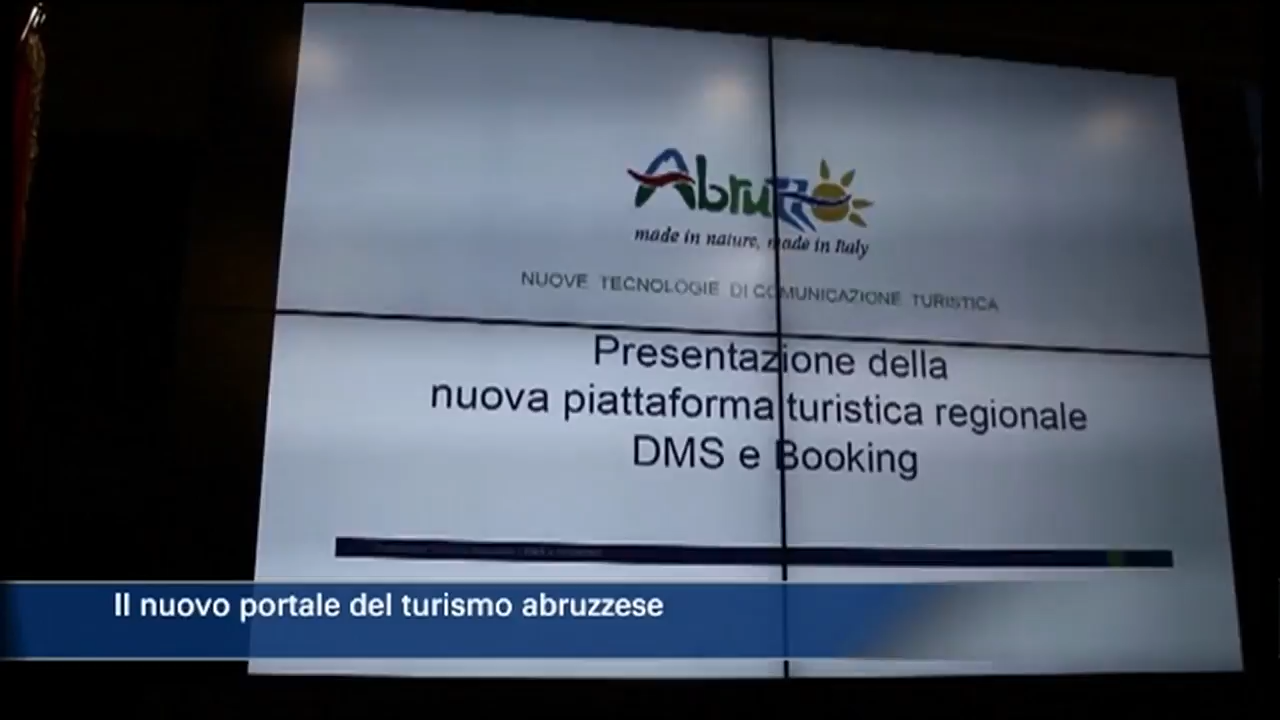 Abruzzo
made in nature, made in Italy
NUOVE TECNOLOGIE DI COMUNICAZIONE TURISTICA
Presentazione della
nuova piattaforma turistica regionale
DMS e Booking
Il nuovo portale del turismo abruzzese